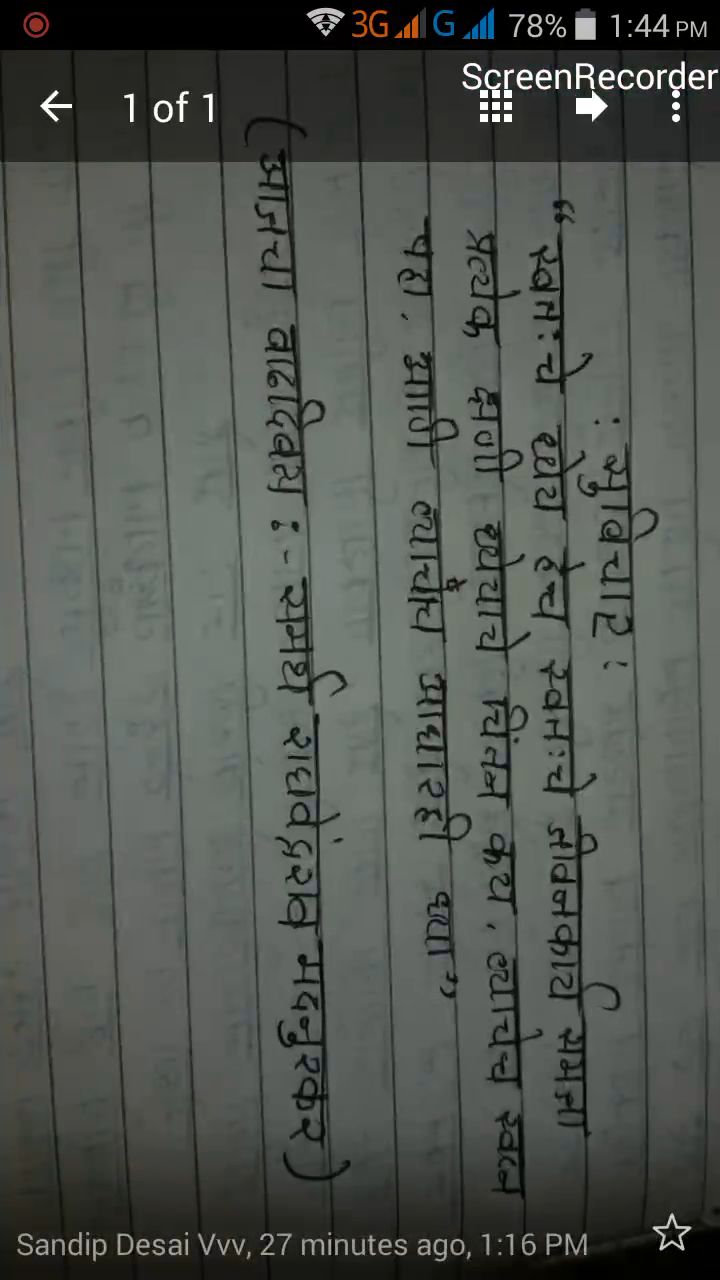 3G G 78% 1:44 PM
ScreenRecorder
1 of 1
: सुविचार :
“ स्वतःचे ध्येय हेच स्वतःचे जीवनकार्य समजा
प्रत्येक क्षणी ध्येयाचे चिंतन करा, त्याचेच स्वप्न
पहा. आणि त्याचेच आधारही घ्या”
(आजचा वाढदिवस :- समर्थ राघवेंद्रराव मदनुरकर)
Sandip Desai Vvv, 27 minutes ago, 1:16 PM